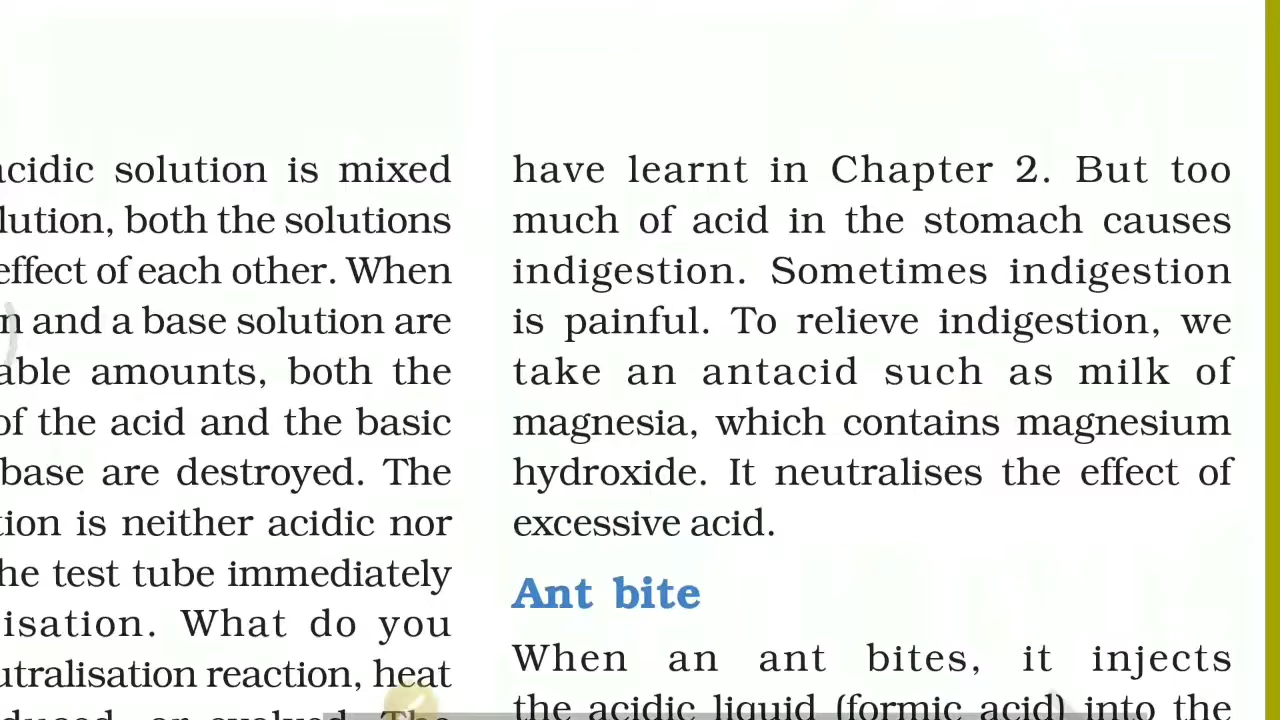 acidic solution is mixed
lution, both the solutions
effect of each other. When
n and a base solution are
able amounts, both the
of the acid and the basic
base are destroyed. The
tion is neither acidic nor
he test tube immediately
isation. What do you
utralisation reaction, heat
or evolved. The
have learnt in Chapter 2. But too
much of acid in the stomach causes
indigestion. Sometimes indigestion
is painful. To relieve indigestion, we
take an antacid such as milk of
magnesia, which contains magnesium
hydroxide. It neutralises the effect of
excessive acid.
Ant bite
When an ant bites, it injects
the acidic liquid (formic acid) into the